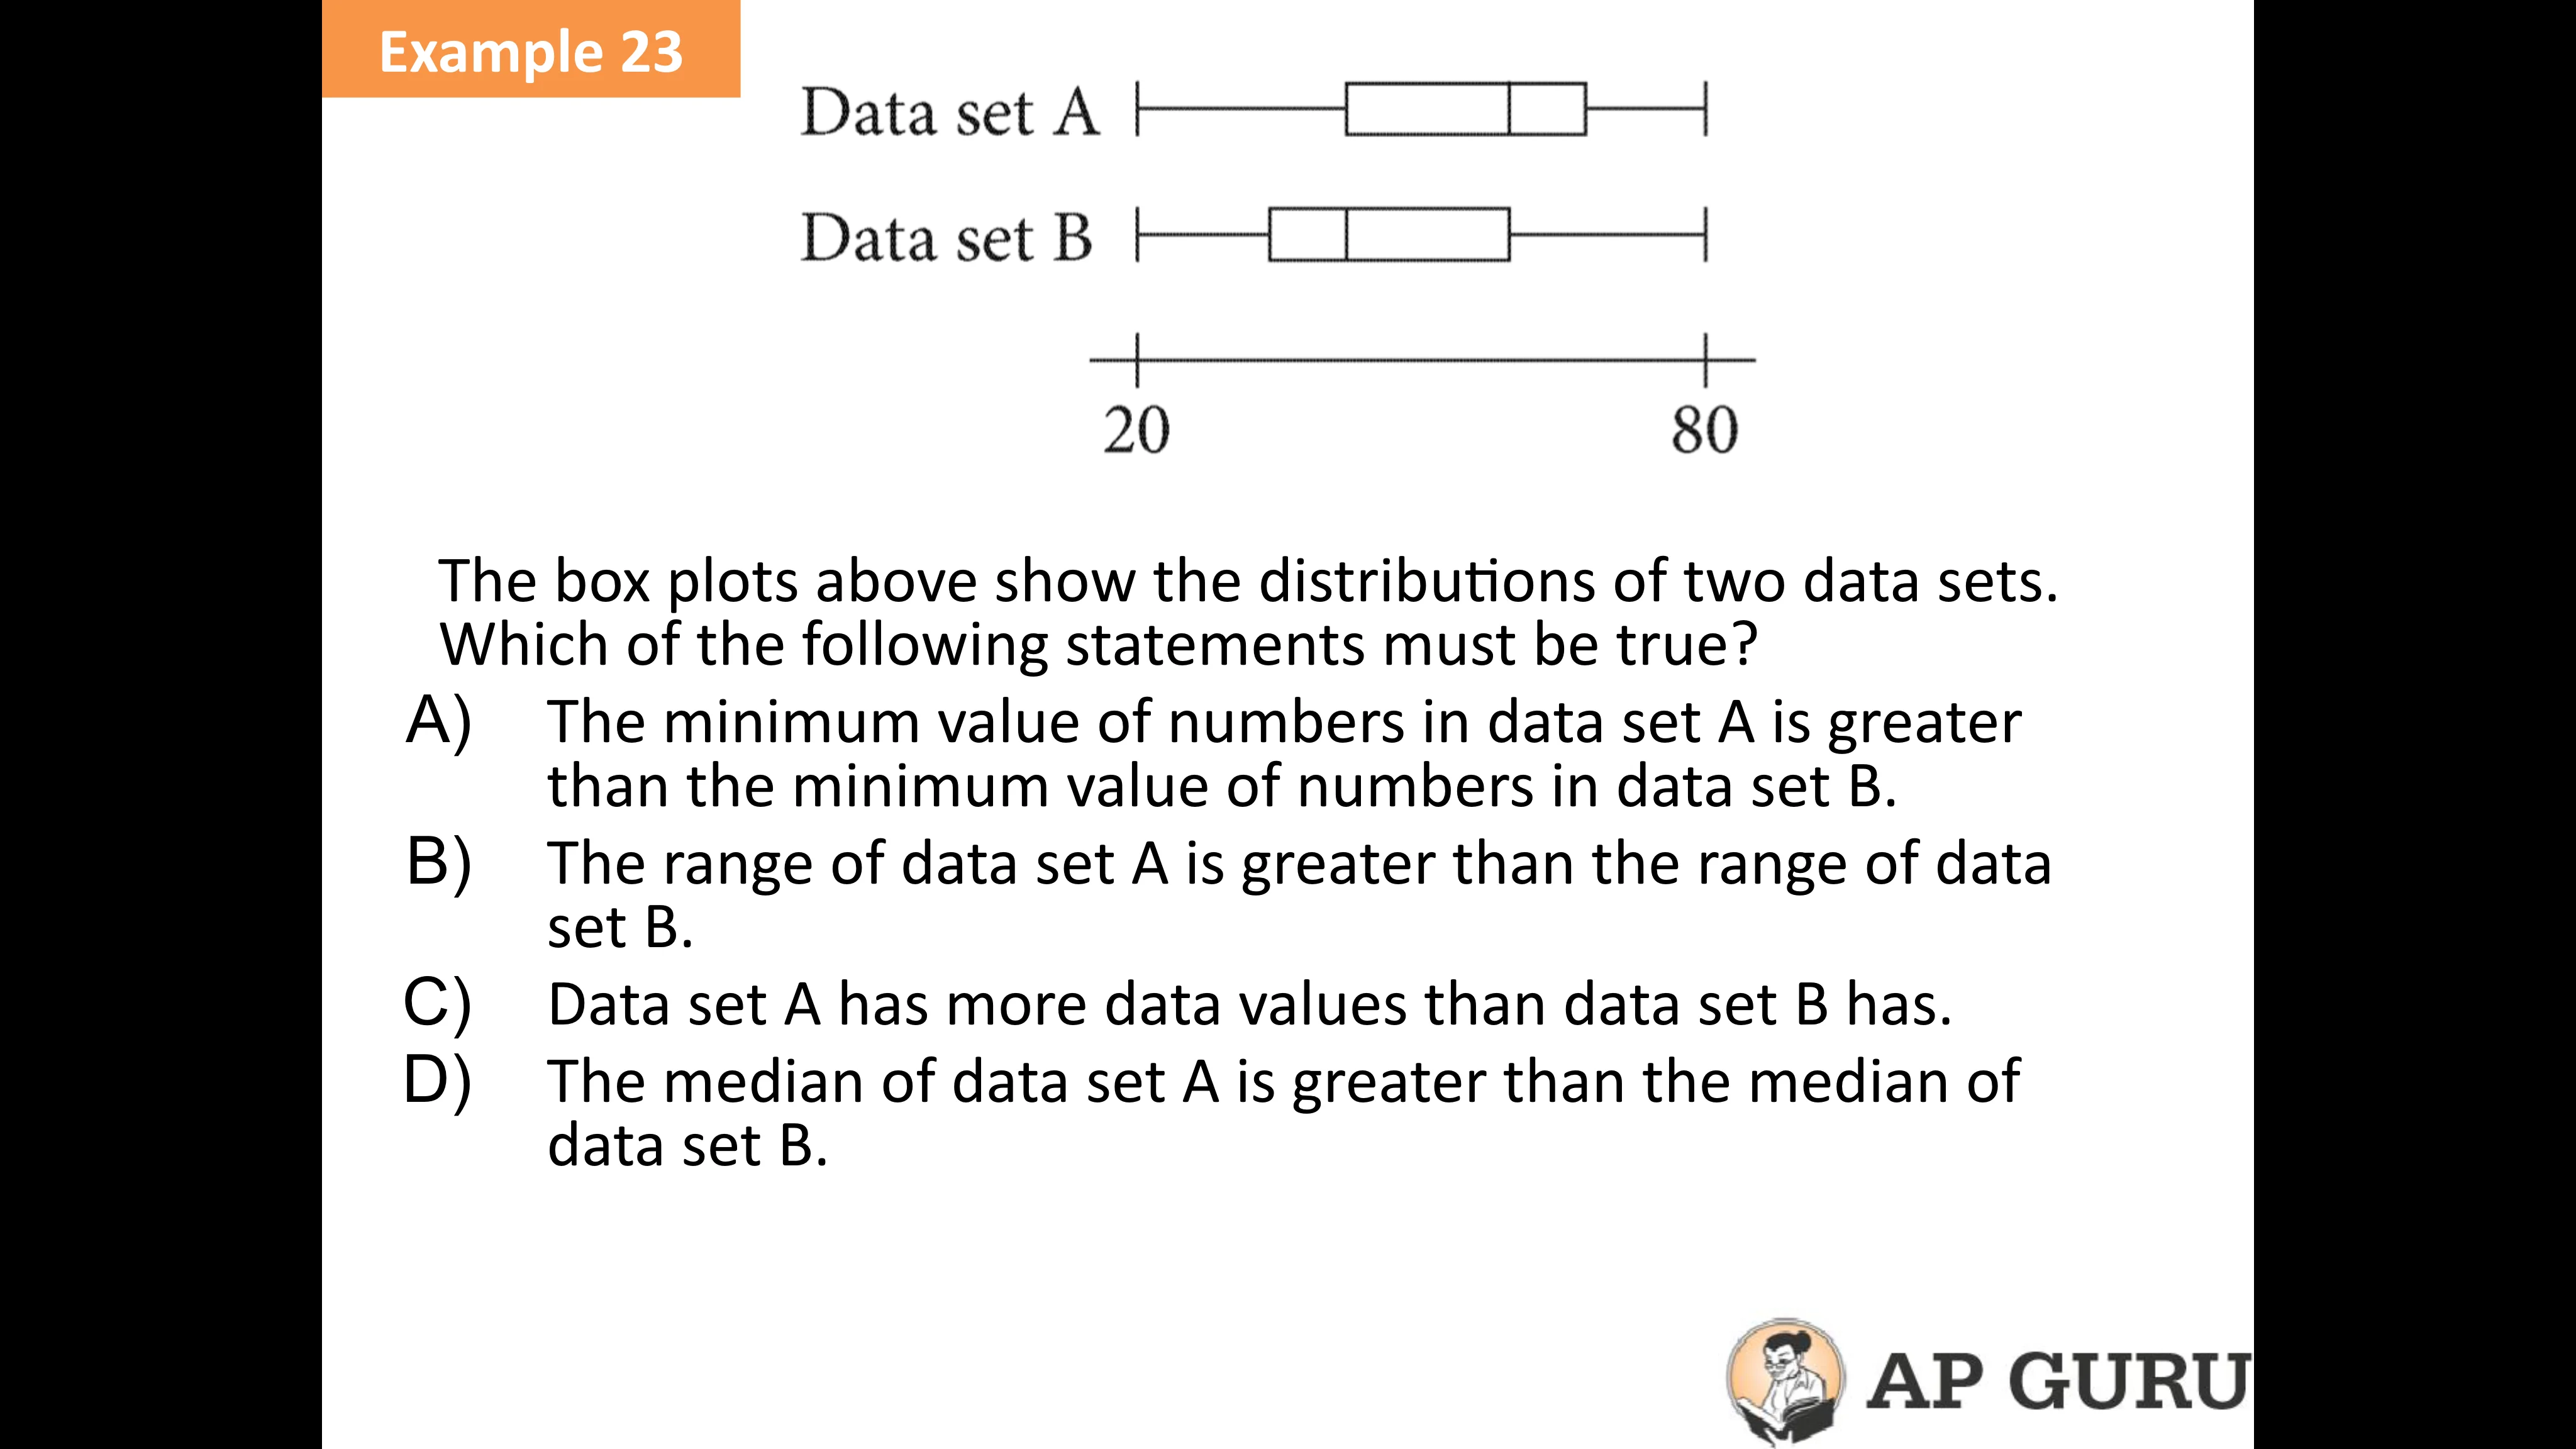 Example 23
Data set A
Data set B
20 80
The box plots above show the distributions of two data sets.
Which of the following statements must be true?
A) The minimum value of numbers in data set A is greater
than the minimum value of numbers in data set B.
B) The range of data set A is greater than the range of data
set B.
C) Data set A has more data values than data set B has.
D) The median of data set A is greater than the median of
data set B.
AP GURU